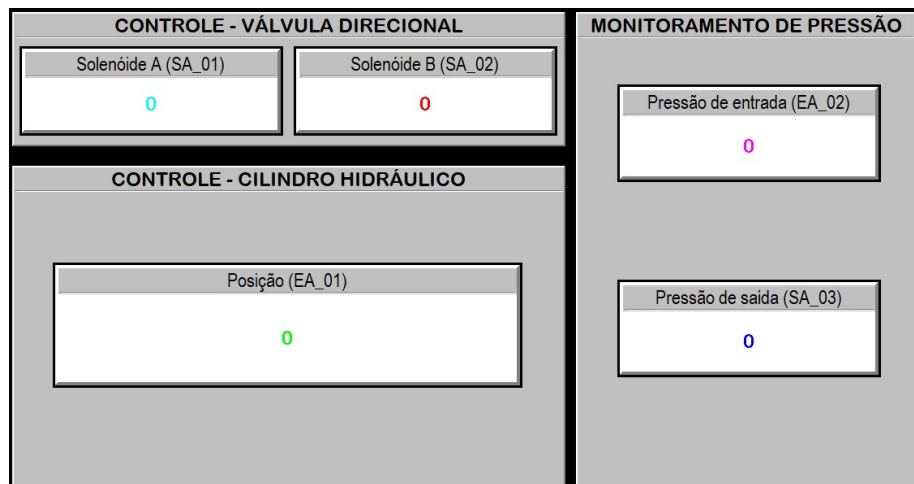 CONTROLE - VÁLVULA DIRECIONAL
Solenóide A (SA_01)
0
Solenóide B (SA_02)
0
CONTROLE - CILINDRO HIDRÁULICO
Posição (EA_01)
0
MONITORAMENTO DE PRESSÃO
Pressão de entrada (EA_02)
0
Pressão de saida (SA_03)
0